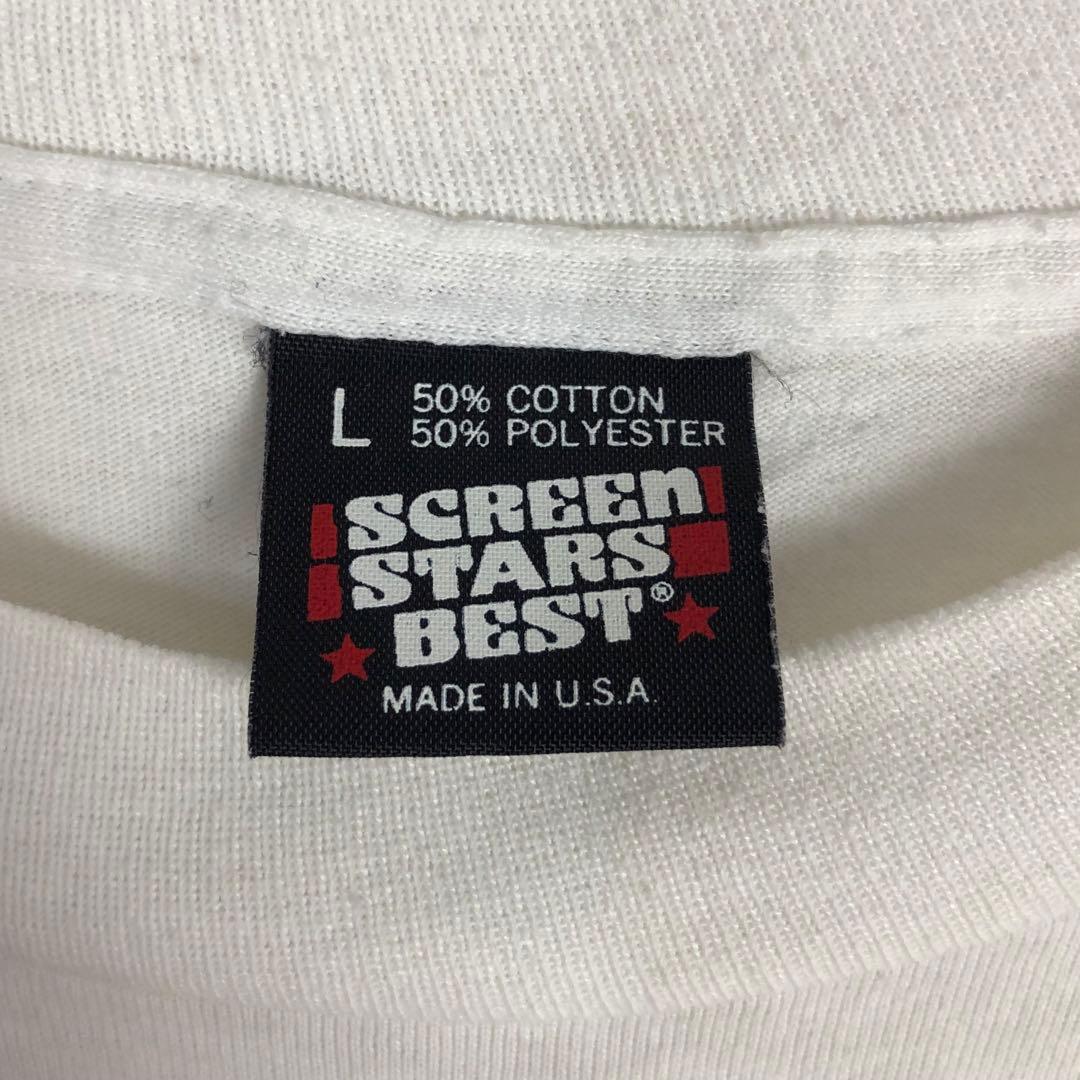 L 50% COTTON
50% POLYESTER
SCREEN
STARS
BEST®
MADE IN U.S.A.